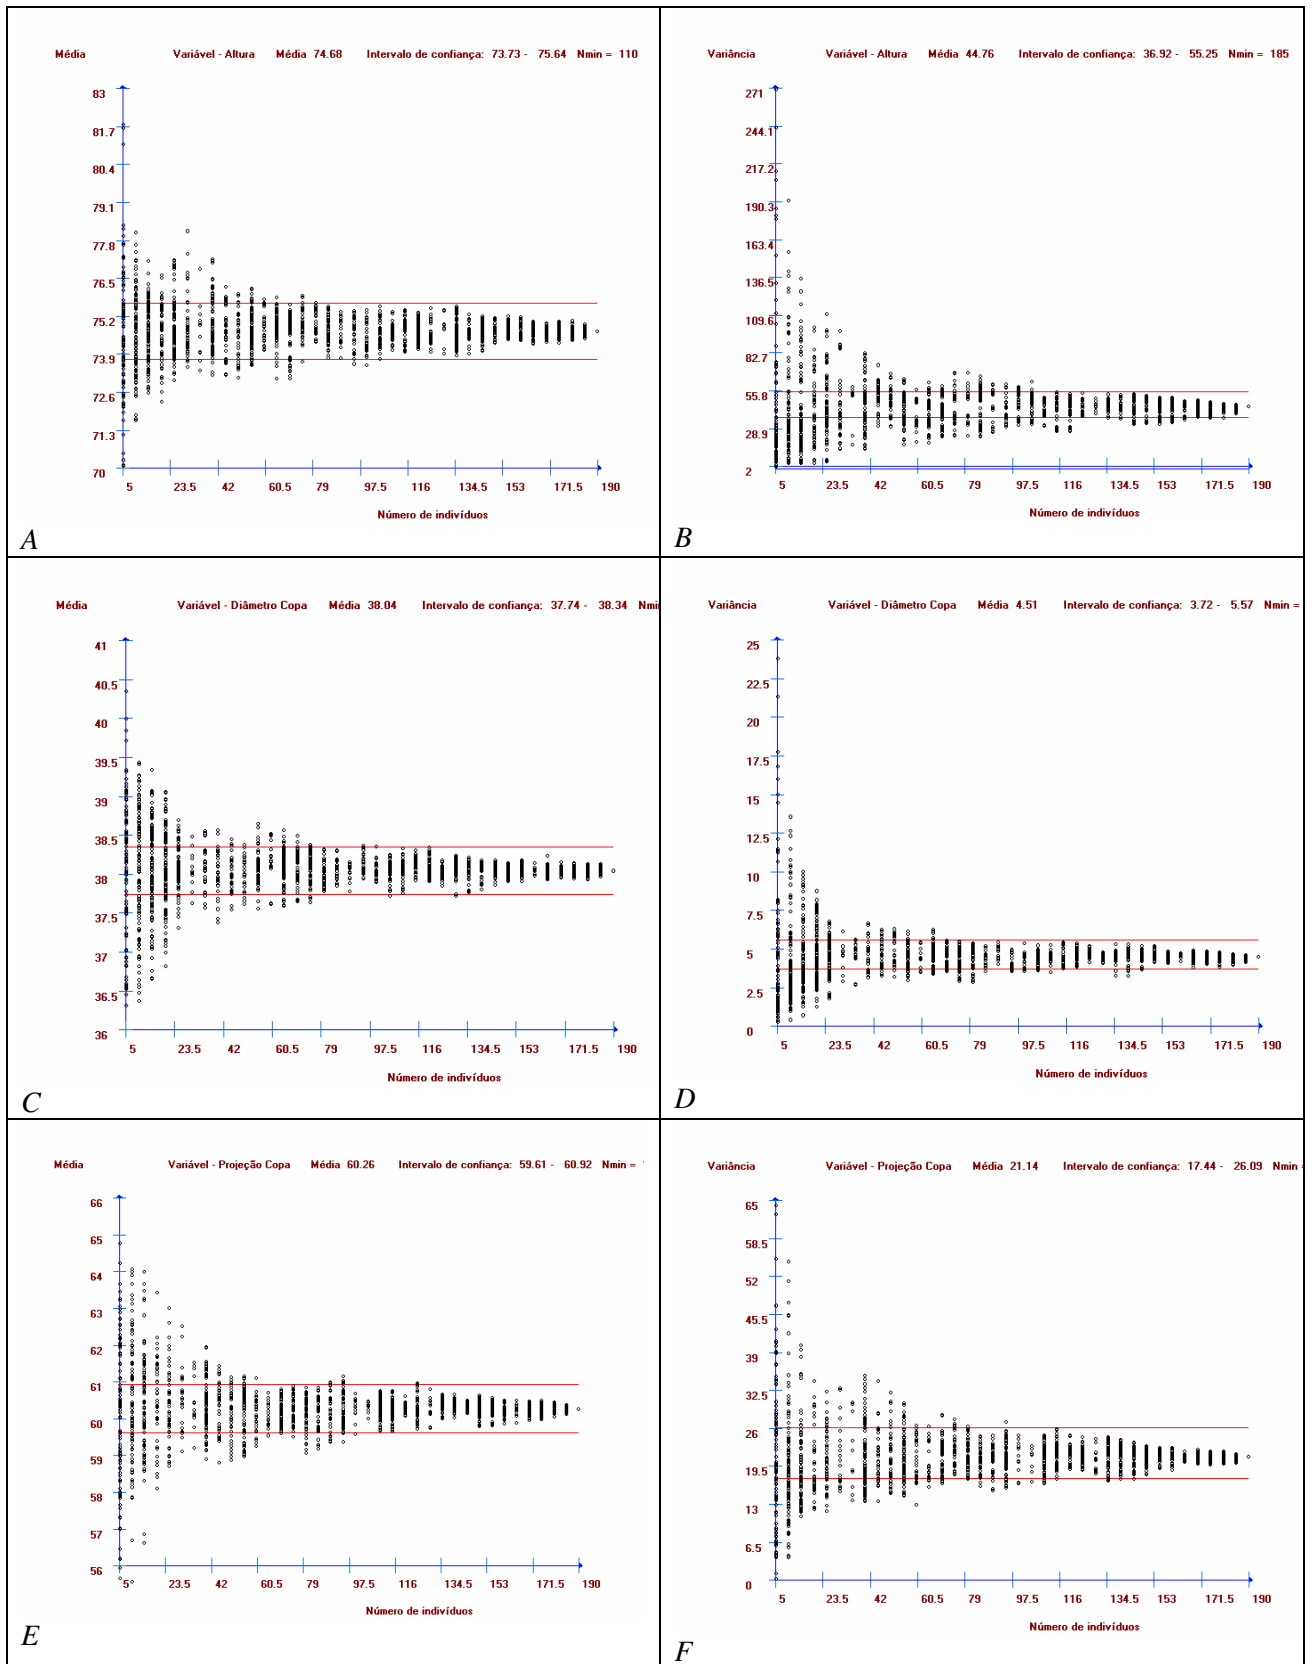 Média Variável - Altura Média 74.68 Intervalo de confiança: 73.73 - 75.64 Nmin = 110
83
81.7
80.4
79.1
77.8
76.5
75.2
73.9
72.6
71.3
70
5 23.5 42 60.5 79 97.5 116 134.5 153 171.5 190
Número de indivíduos
A
Variância Variável - Altura Média 44.76 Intervalo de confiança: 36.92 - 55.25 Nmin = 185
271
244.1
217.2
190.3
163.4
136.5
109.6
82.7
55.8
28.9
2
5 23.5 42 60.5 79 97.5 116 134.5 153 171.5 190
Número de indivíduos
B
Média Variável - Diâmetro Copa Média 38.04 Intervalo de confiança: 37.74 - 38.34 Nmi
41
40.5
40
39.5
39
38.5
38
37.5
37
36.5
36
5 23.5 42 60.5 79 97.5 116 134.5 153 171.5 190
Número de indivíduos
C
Variância Variável - Diâmetro Copa Média 4.51 Intervalo de confiança: 3.72 - 5.57 Nmin =
25
22.5
20
17.5
15
12.5
10
7.5
5
2.5
0
5 23.5 42 60.5 79 97.5 116 134.5 153 171.5 190
Número de indivíduos
D
Média Variável - Projeção Copa Média 60.26 Intervalo de confiança: 59.61 - 60.92 Nmin =
66
65
64
63
62
61
60
59
58
57
56
5 23.5 42 60.5 79 97.5 116 134.5 153 171.5 190
Número de indivíduos
E
Variância Variável - Projeção Copa Média 21.14 Intervalo de confiança: 17.44 - 26.09 Nmin =
65
58.5
52
45.5
39
32.5
26
19.5
13
6.5
0
5 23.5 42 60.5 79 97.5 116 134.5 153 171.5 190
Número de indivíduos
F